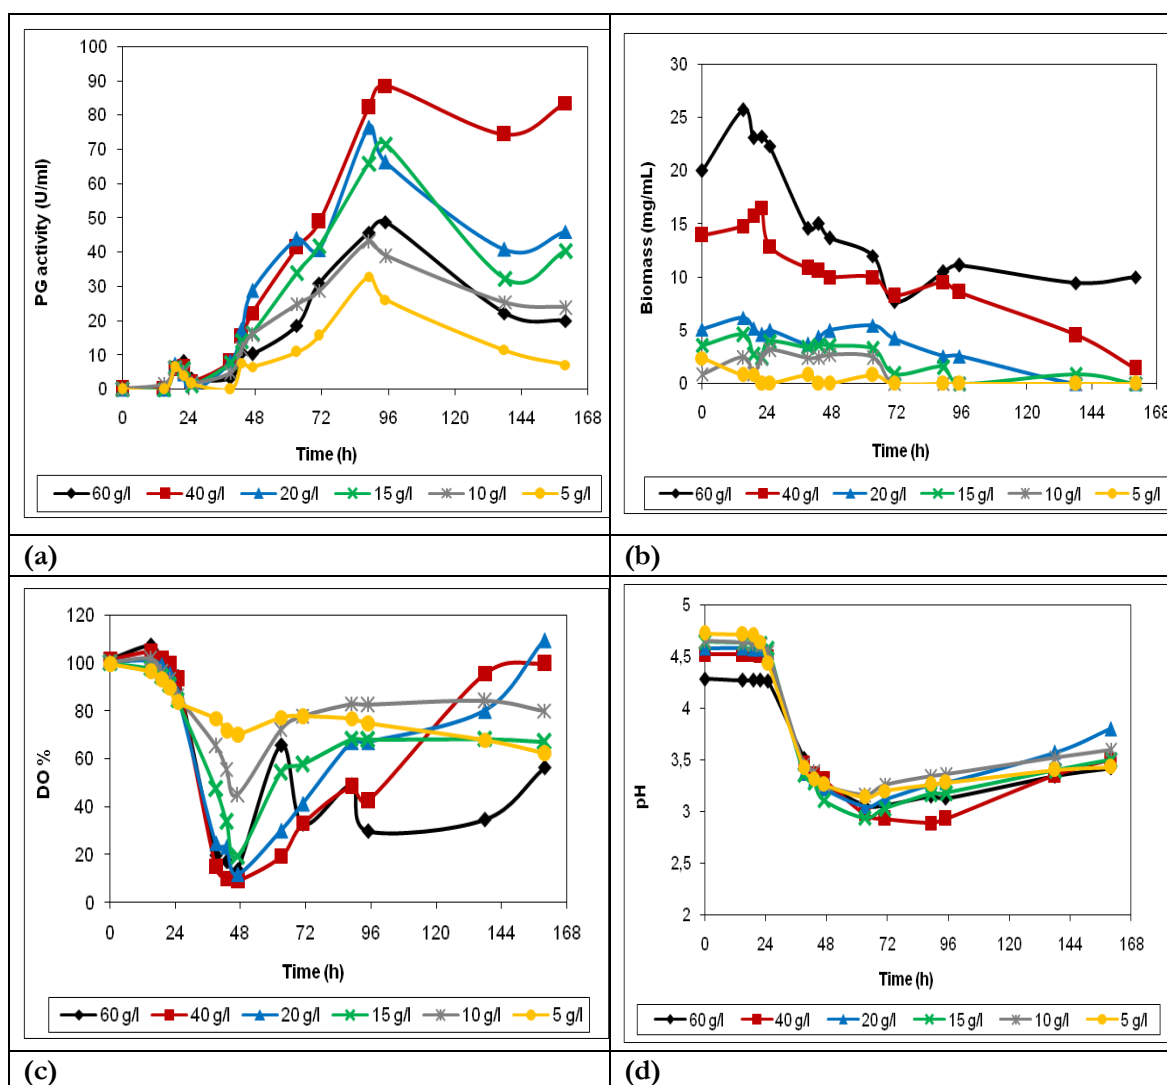 100
90
80
70
60
50
40
30
20
10
0
PG activity (U/ml)
0 24 48 72 96 120 144 168
Time (h)
60 g/l 40 g/l 20 g/l 15 g/l 10 g/l 5 g/l
(a)
30
25
20
15
10
5
0
Biomass (mg/mL)
0 24 48 72 96 120 144 168
Time (h)
60 g/l 40 g/l 20 g/l 15 g/l 10 g/l 5 g/l
(b)
120
100
80
60
40
20
0
DO %
0 24 48 72 96 120 144 168
Time (h)
60 g/l 40 g/l 20 g/l 15 g/l 10 g/l 5 g/l
(c)
5
4,5
4
3,5
3
2,5
2
pH
0 24 48 72 96 120 144 168
Time (h)
60 g/l 40 g/l 20 g/l 15 g/l 10 g/l 5 g/l
(d)